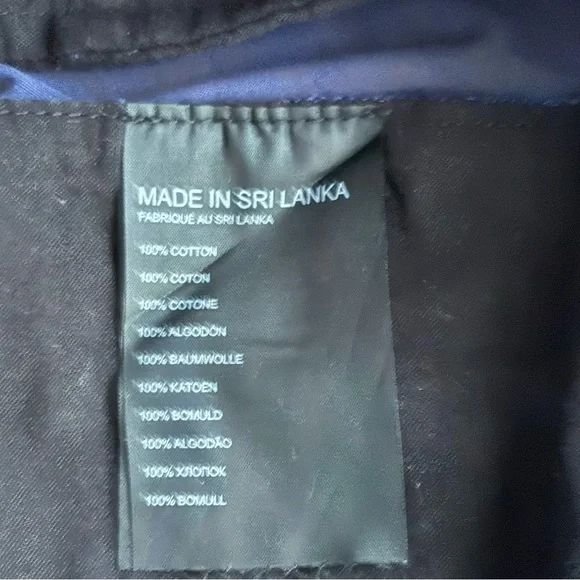 MADE IN SRI LANKA
FABRIQUÉ AU SRI LANKA
100% COTTON
100% COTON
100% COTONE
100% ALGODÓN
100% BAUMWOLLE
100% KATOEN
100% BOMULD
100% ALGODÃO
100% ХЛОПОК
100% BOMULL